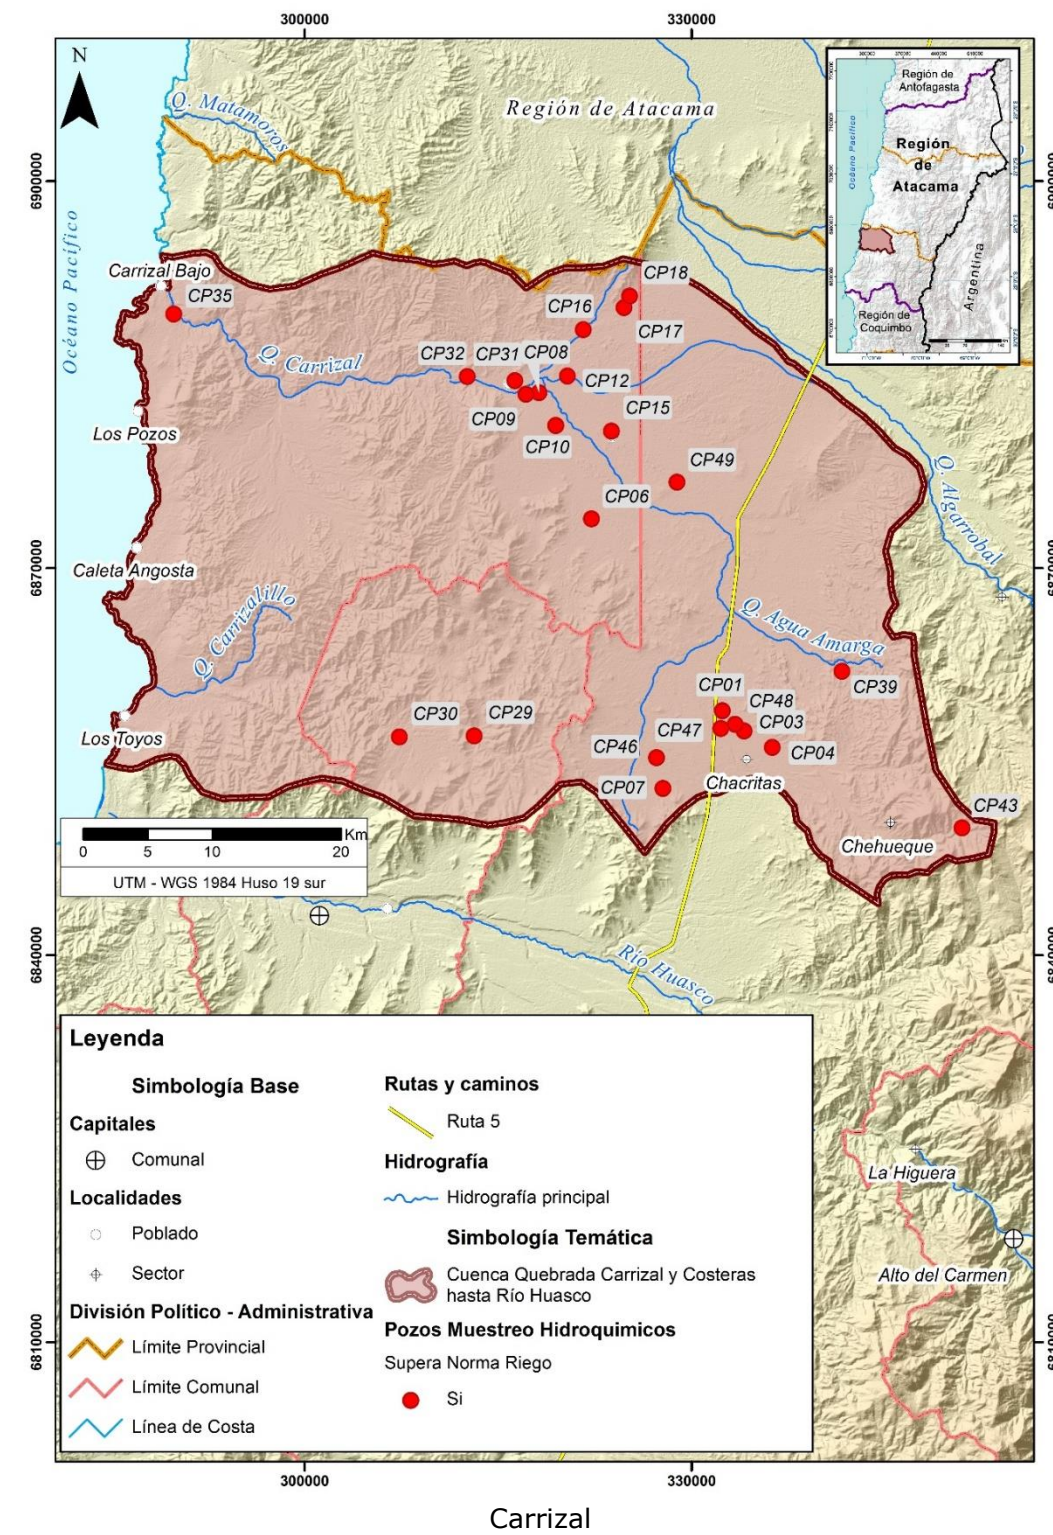 300000
330000
N
Q. Matamoros
Región de Atacama
Región de
Antofagasta
Océano Pacífico
Región
de
Atacama
Argentina
Región de
Coquimbo
6900000
6900000
Océano Pacífico
Carrizal Bajo
CP35
CP18
CP16
CP17
Q. Carrizal
CP32
CP31
CP08
CP12
CP09
CP15
CP10
Los Pozos
CP49
CP06
Q. Algarrobal
6870000
6870000
Caleta Angosta
Q. Carrizalillo
Q. Agua Amarga
CP39
CP01
CP48
CP30
CP29
CP03
CP47
CP46
CP04
Los Toyos
CP07
Chacritas
CP43
Chehueque
Km
0 5 10 20
UTM - WGS 1984 Huso 19 sur
6840000
6840000
Río Huasco
Leyenda
Simbología Base
Capitales
Comunal
Localidades
Poblado
Sector
División Político - Administrativa
Límite Provincial
Límite Comunal
Línea de Costa
Rutas y caminos
Ruta 5
Hidrografía
Hidrografía principal
Simbología Temática
Cuenca Quebrada Carrizal y Costeras
hasta Río Huasco
Pozos Muestreo Hidroquimicos
Supera Norma Riego
Si
La Higuera
Alto del Carmen
6810000
6810000
300000
330000
Carrizal